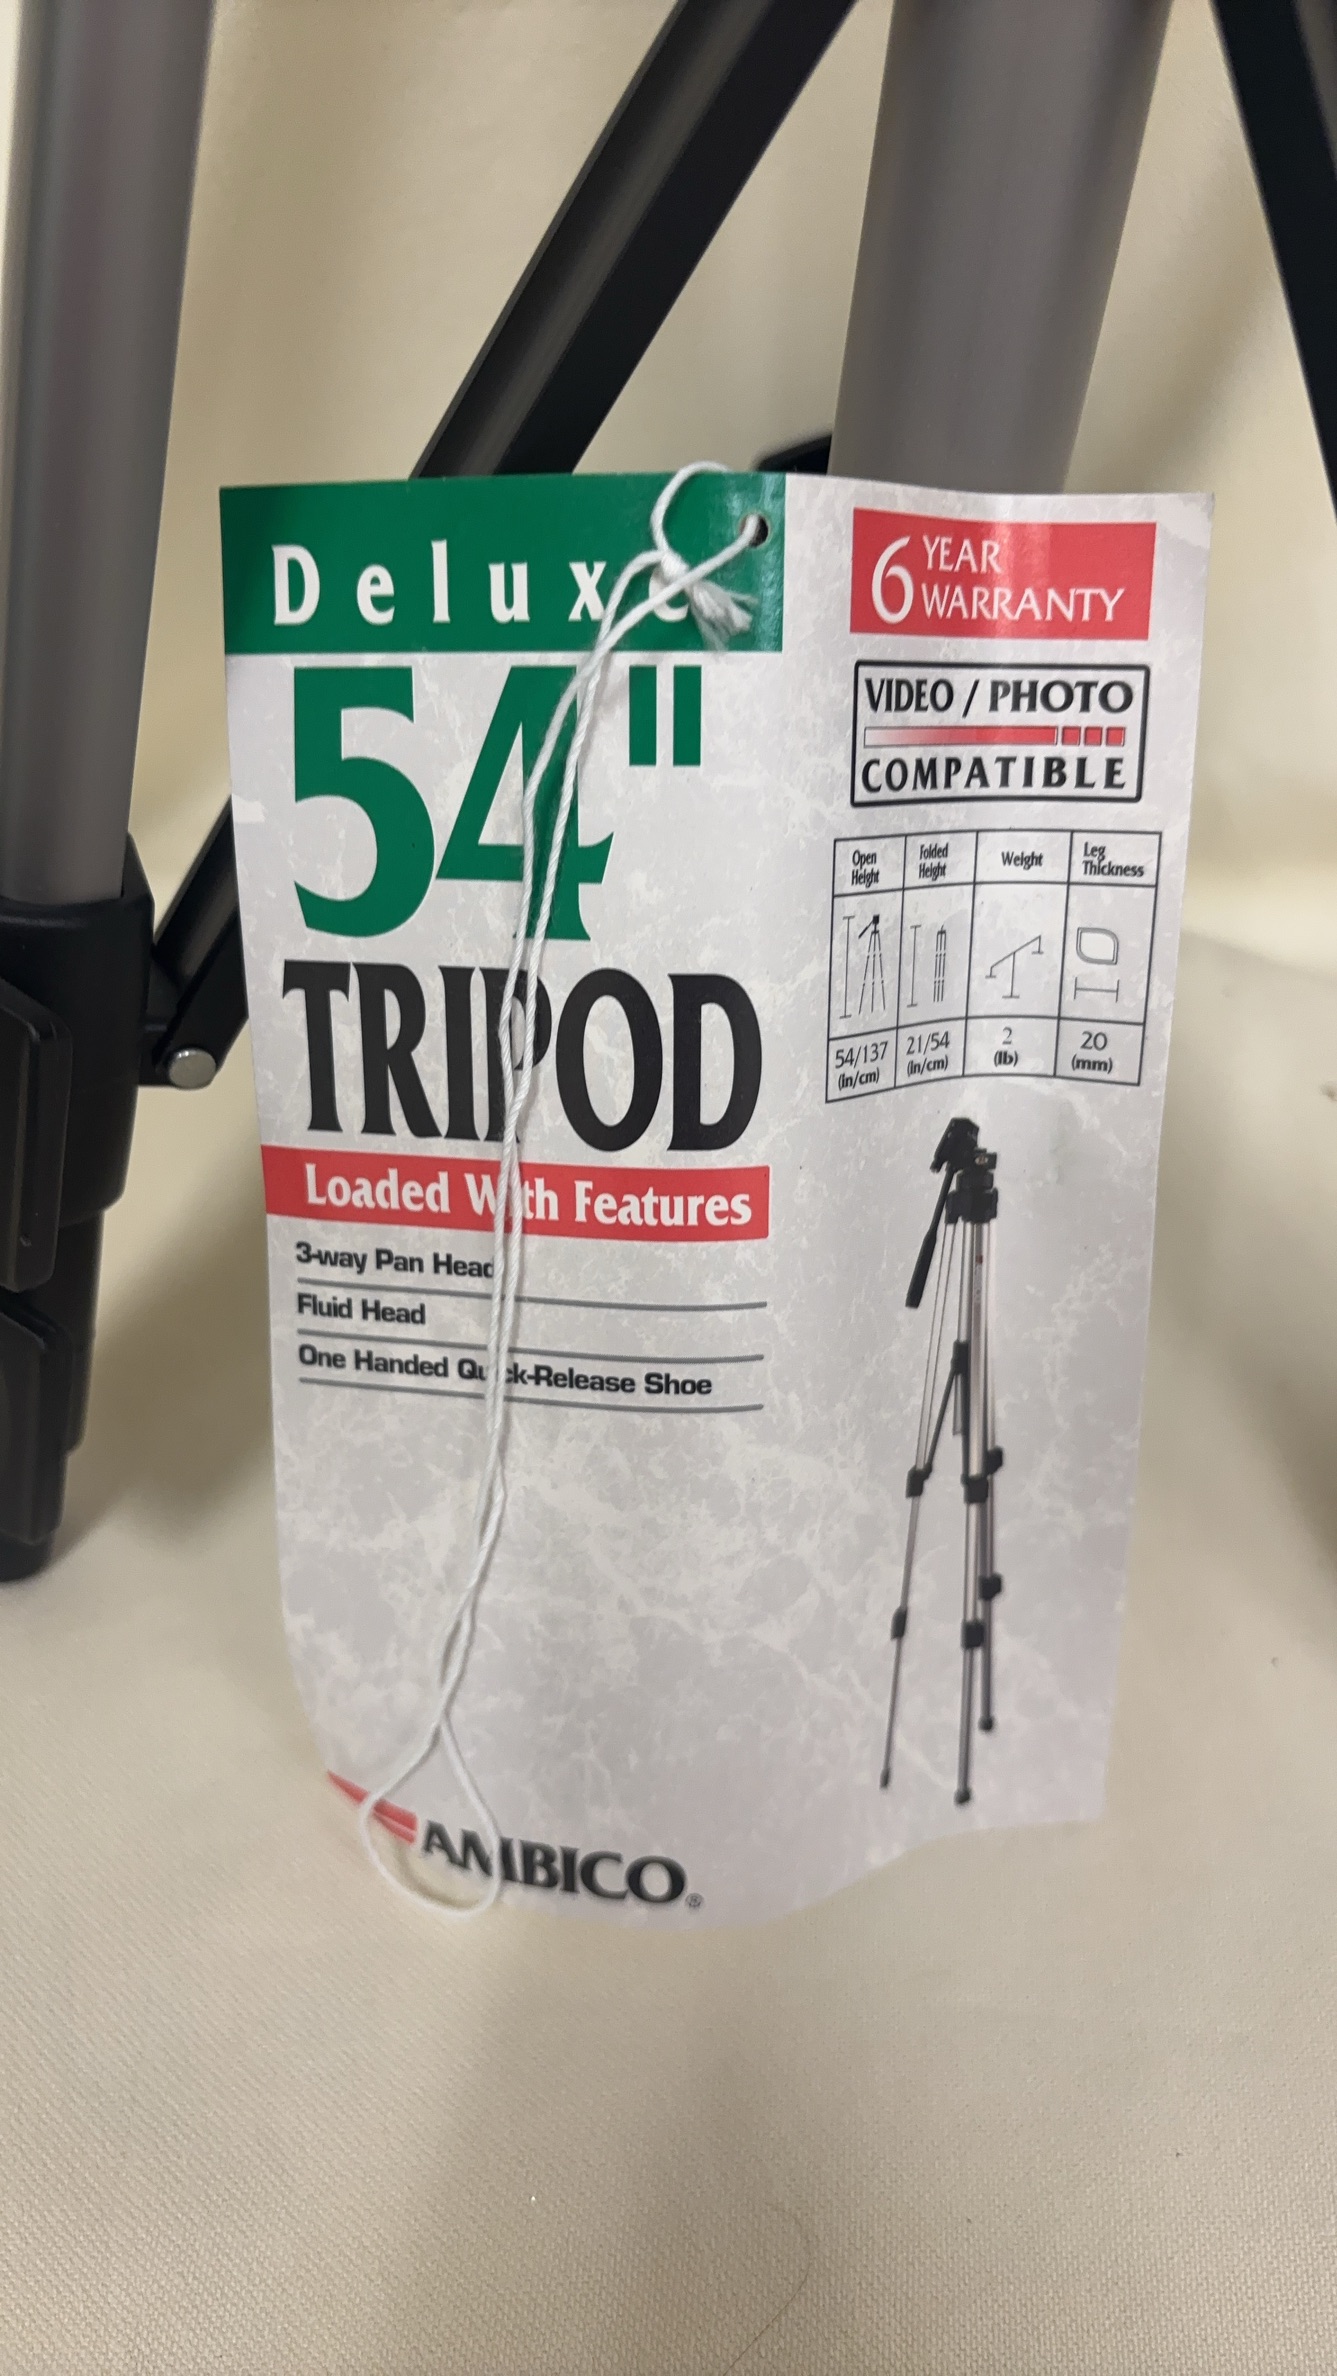 Deluxe
54"
TRIPOD
Loaded With Features
3-way Pan Head
Fluid Head
One Handed Quick-Release Shoe
AMBICO®
6 YEAR
WARRANTY
VIDEO / PHOTO
COMPATIBLE
Open Height
Folded Height
Weight
Leg Thickness
54/137 (in/cm)
21/54 (in/cm)
2 (lb)
20 (mm)